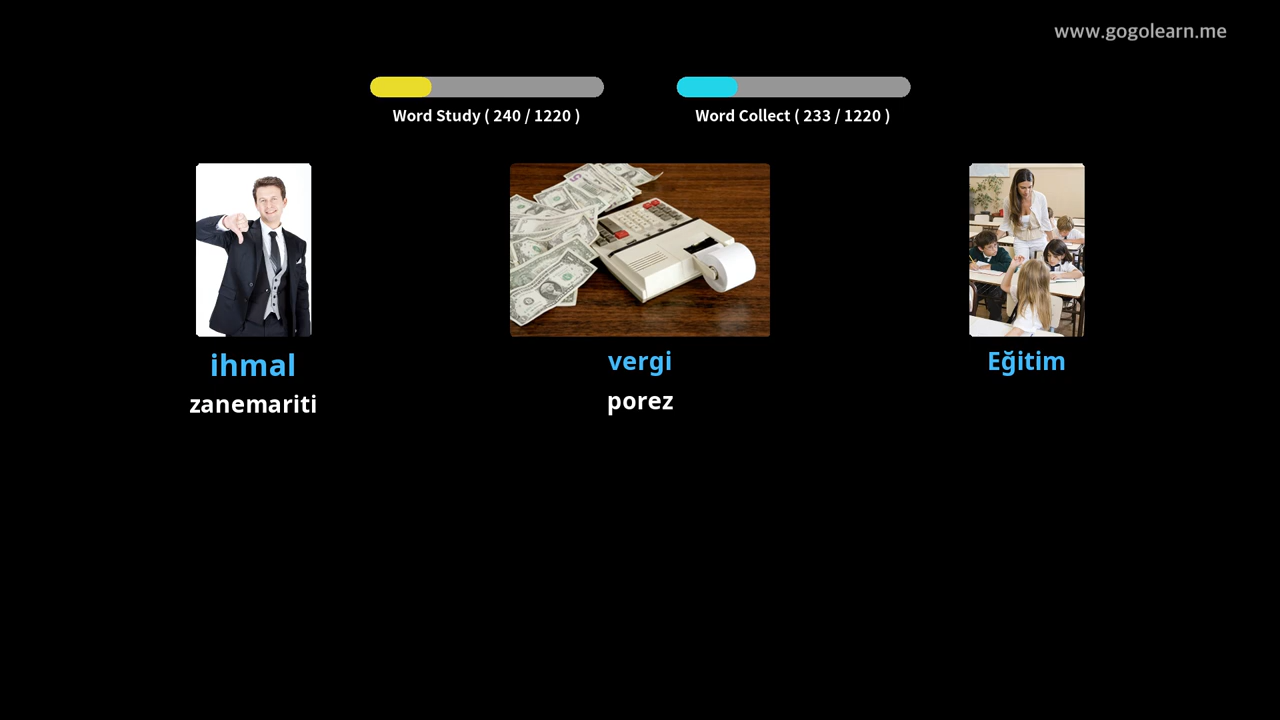 www.gogolearn.me
Word Study ( 240 / 1220 )
Word Collect ( 233 / 1220 )
ihmal
zanemariti
vergi
porez
Eğitim